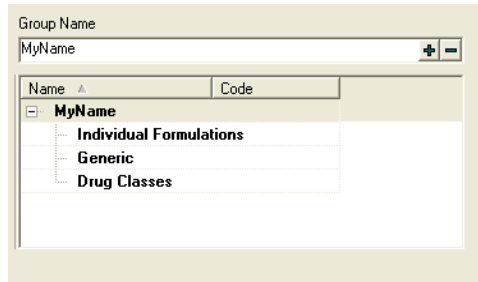 Group Name
MyName
Name Code
MyName
Individual Formulations
Generic
Drug Classes